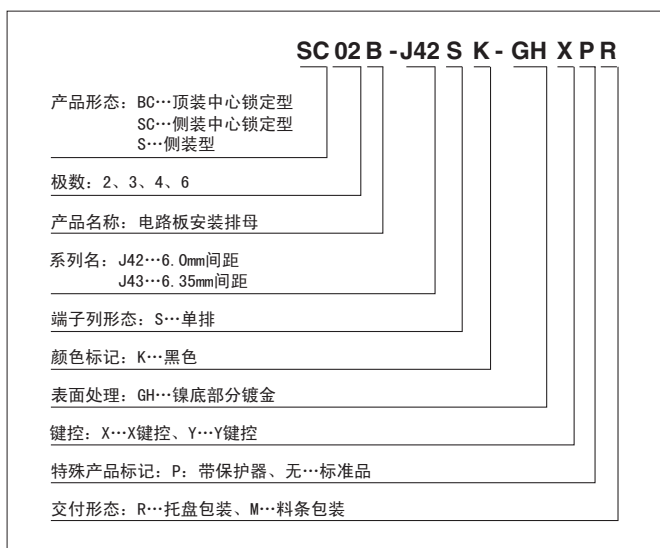 SC 02 B - J42 S K - GH X P R
产品形态：BC…顶装中心锁定型
SC…侧装中心锁定型
S…侧装型
极数：2、3、4、6
产品名称：电路板安装排母
系列名：J42…6.0mm间距
J43…6.35mm间距
端子列形态：S…单排
颜色标记：K…黑色
表面处理：GH…镍底部分镀金
键控：X…X键控、Y…Y键控
特殊产品标记：P：带保护器、无…标准品
交付形态：R…托盘包装、M…料条包装